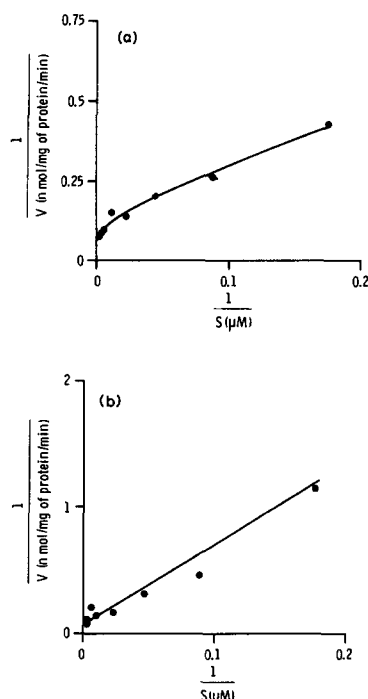 (a)
0.75
0.5
0.25
0
1
V (n mol/mg of protein/min)
0
0.1
0.2
1
S(μM)
(b)
2
1
0
1
V (n mol/mg of protein/min)
0
0.1
0.2
1
S(μM)